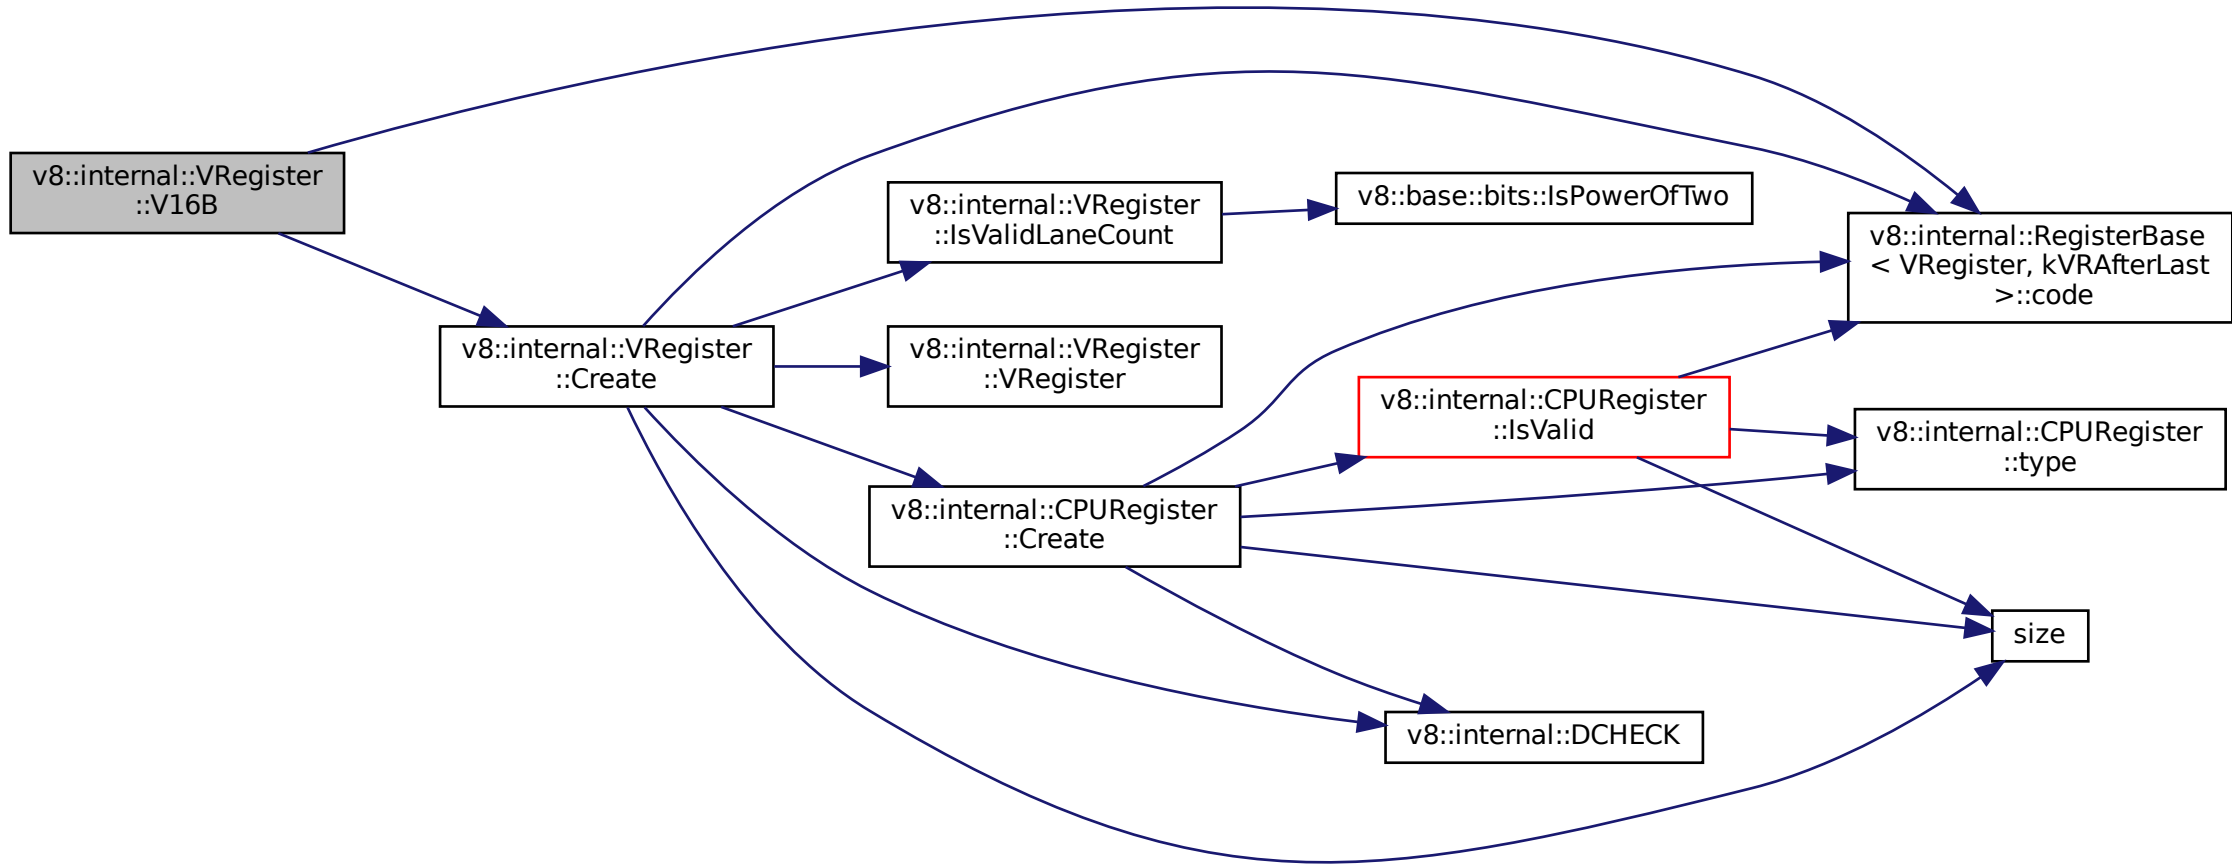 v8::internal::VRegister
::V16B
v8::internal::VRegister
::Create
v8::internal::VRegister
::IsValidLaneCount
v8::internal::VRegister
::VRegister
v8::internal::CPURegister
::Create
v8::base::bits::IsPowerOfTwo
v8::internal::CPURegister
::IsValid
v8::internal::DCHECK
v8::internal::RegisterBase
< VRegister, kVRAfterLast
>::code
v8::internal::CPURegister
::type
size